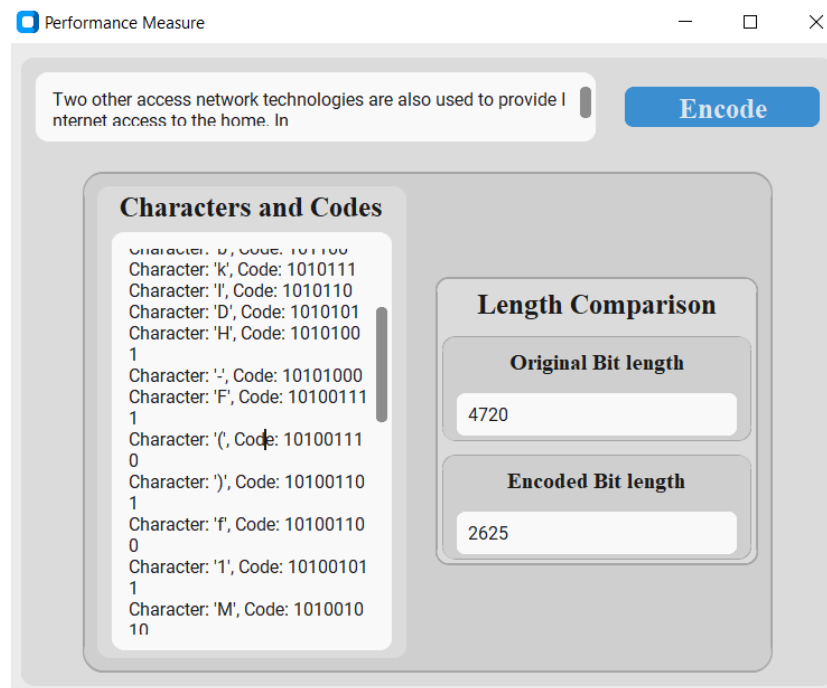 Performance Measure
Two other access network technologies are also used to provide I
nternet access to the home. In
Encode
Characters and Codes
Character: 'b', Code: 101100
Character: 'k', Code: 1010111
Character: 'I', Code: 1010110
Character: 'D', Code: 1010101
Character: 'H', Code: 1010100
1
Character: '-', Code: 10101000
Character: 'F', Code: 10100111
1
Character: '(', Code: 10100111
0
Character: ')', Code: 10100110
1
Character: 'f', Code: 10100110
0
Character: '1', Code: 10100101
1
Character: 'M', Code: 1010010
10
Length Comparison
Original Bit length
4720
Encoded Bit length
2625